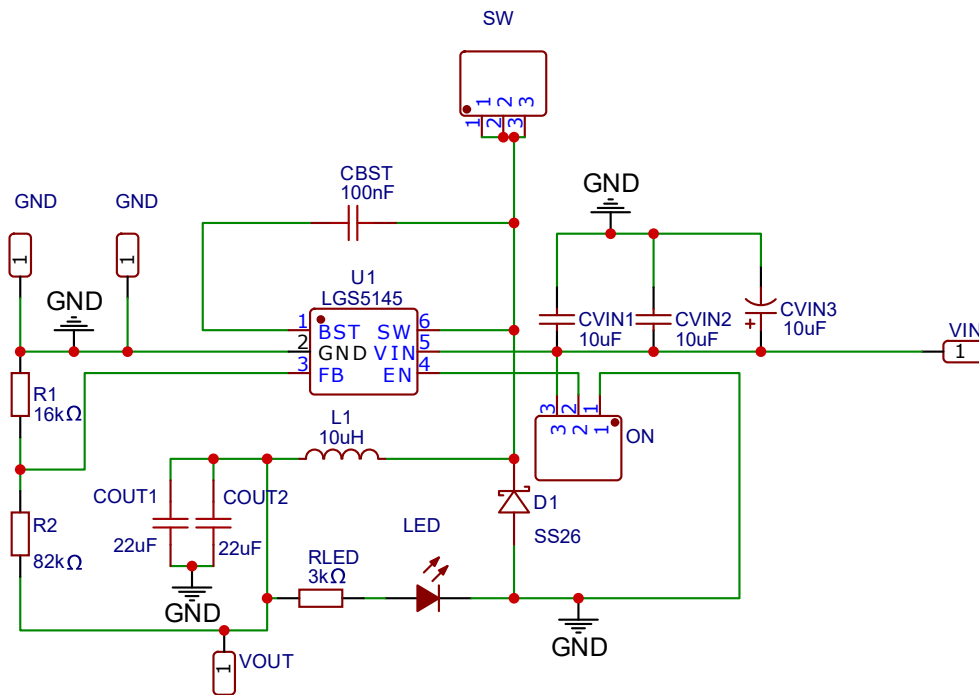 SW
1 2 3
1 2 3
CBST
100nF
GND
GND GND
1 1
U1
LGS5145
GND
1 BST SW 6
2 GND VIN 5
3 FB EN 4
CVIN1
10uF
CVIN2
10uF
CVIN3
10uF
+
VIN
1
R1
16kΩ
3 2 1
3 2 1
ON
L1
10uH
COUT1
22uF
COUT2
22uF
D1
SS26
R2
82kΩ
LED
RLED
3kΩ
GND
GND
1
VOUT